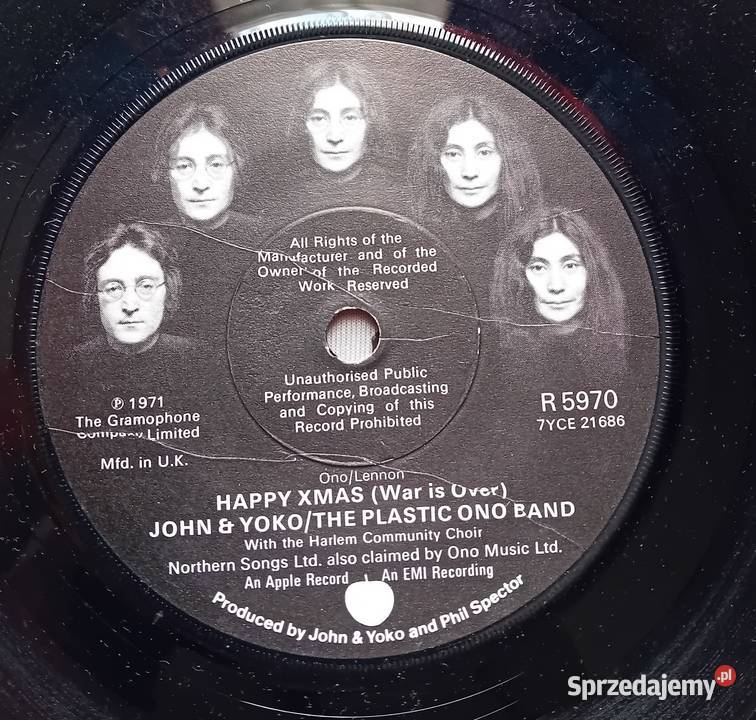 All Rights of the
Manufacturer and of the
Owner of the Recorded
Work Reserved
Unauthorised Public
Performance, Broadcasting
and Copying of this
Record Prohibited
℗ 1971
The Gramophone
Company Limited
Mfd. in U.K.
R 5970
7YCE 21686
Ono/Lennon
HAPPY XMAS (War is Over)
JOHN & YOKO/THE PLASTIC ONO BAND
With the Harlem Community Choir
Northern Songs Ltd. also claimed by Ono Music Ltd.
An Apple Record An EMI Recording
Produced by John & Yoko and Phil Spector
Sprzedajemy.pl